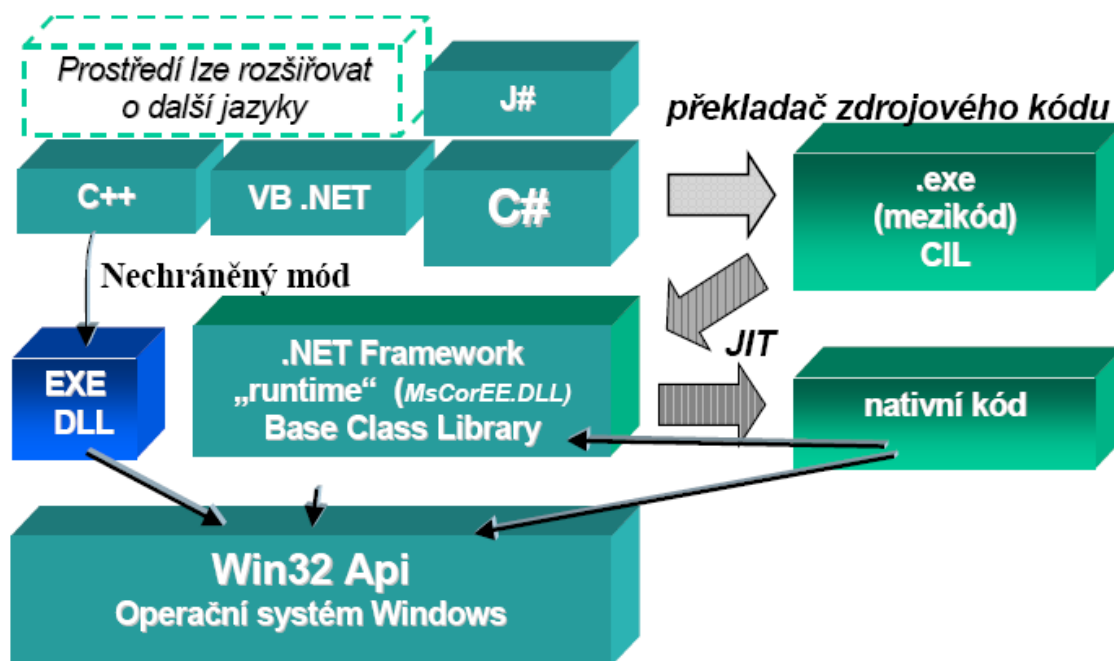 Prostředí lze rozšiřovat
o další jazyky
J#
překladač zdrojového kódu
C++
VB .NET
C#
.exe
(mezikód)
CIL
Nechráněný mód
JIT
EXE
DLL
.NET Framework
„runtime“ (MsCorEE.DLL)
Base Class Library
nativní kód
Win32 Api
Operační systém Windows